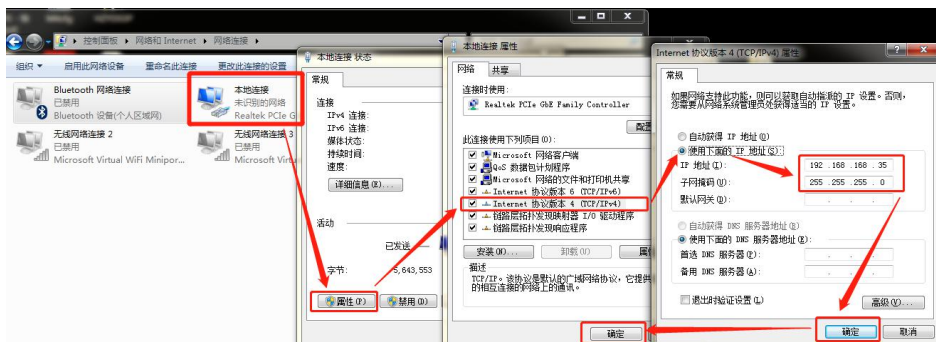 控制面板 ▸ 网络和 Internet ▸ 网络连接 ▸
组织 ▼ 启用此网络设备 重命名此连接 更改此连接的设置
Bluetooth 网络连接
已禁用
Bluetooth 设备(个人区域网)
本地连接
未识别的网络
Realtek PCIe G
无线网络连接 2
已禁用
Microsoft Virtual WiFi Minipor...
无线网络连接 3
已禁用
Microsoft Virtu
本地连接 状态
常规
连接
IPv4 连接:
IPv6 连接:
媒体状态:
持续时间:
速度:
详细信息(E)...
活动
已发送
字节:
5,643,553
属性(P)
禁用(D)
本地连接 属性
网络 共享
连接时使用:
Realtek PCIe GbE Family Controller
配置
此连接使用下列项目(O):
Microsoft 网络客户端
QoS 数据包计划程序
Microsoft 网络的文件和打印机共享
Internet 协议版本 6 (TCP/IPv6)
Internet 协议版本 4 (TCP/IPv4)
链路层拓扑发现映射器 I/O 驱动程序
链路层拓扑发现响应程序
安装(N)... 卸载(U) 属
描述
TCP/IP。该协议是默认的广域网络协议，它提供
的相互连接的网络上的通讯。
确定
Internet 协议版本 4 (TCP/IPv4) 属性
常规
如果网络支持此功能，则可以获取自动指派的 IP 设置。否则，
您需要从网络系统管理员处获得适当的 IP 设置。
自动获得 IP 地址(O)
使用下面的 IP 地址(S):
IP 地址(I): 192 .168 .168 . 35
子网掩码(U): 255 .255 .255 . 0
默认网关(D): . . .
自动获得 DNS 服务器地址(B)
使用下面的 DNS 服务器地址(E):
首选 DNS 服务器(P): . . .
备用 DNS 服务器(A): . . .
退出时验证设置(L)
高级(V)...
确定 取消